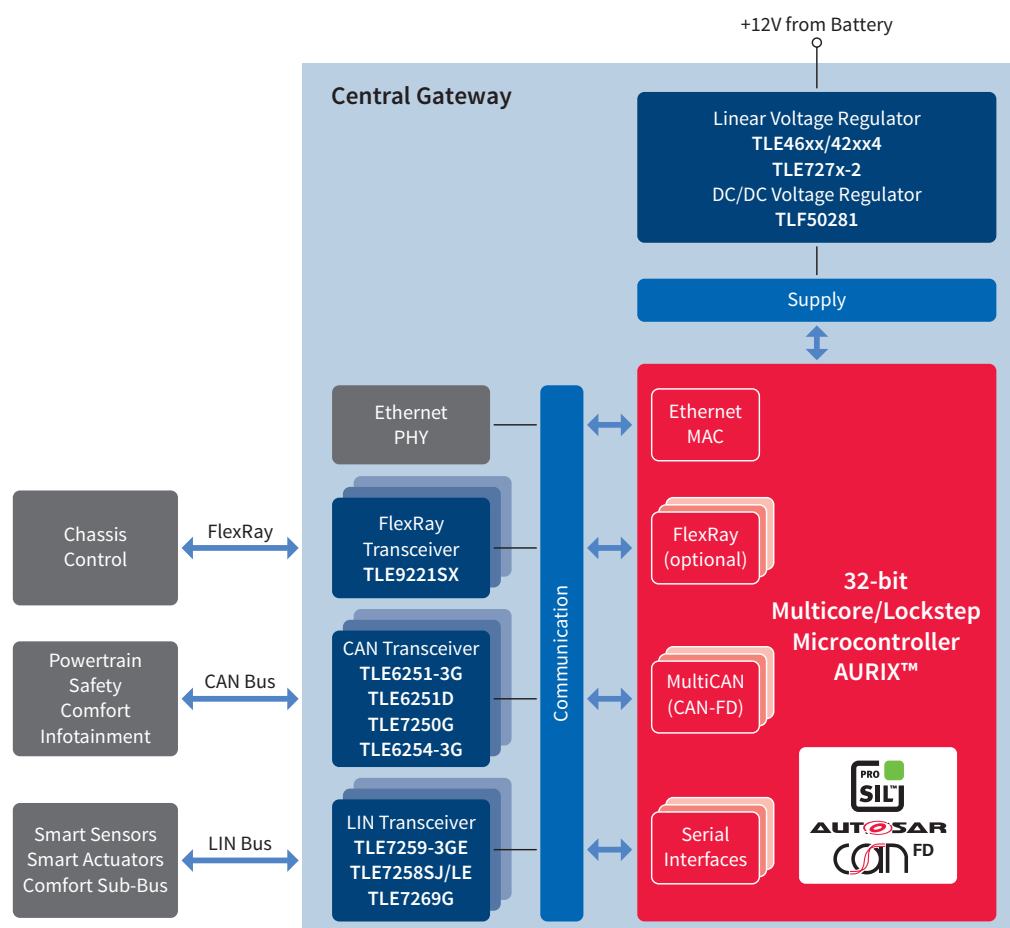 +12V from Battery
Central Gateway
Linear Voltage Regulator
TLE46xx/42xx4
TLE727x-2
DC/DC Voltage Regulator
TLF50281
Supply
Ethernet
PHY
Ethernet
MAC
Chassis
Control
FlexRay
FlexRay
Transceiver
TLE9221SX
FlexRay
(optional)
Communication
32-bit
Multicore/Lockstep
Microcontroller
AURIX™
Powertrain
Safety
Comfort
Infotainment
CAN Bus
CAN Transceiver
TLE6251-3G
TLE6251D
TLE7250G
TLE6254-3G
MultiCAN
(CAN-FD)
Smart Sensors
Smart Actuators
Comfort Sub-Bus
LIN Bus
LIN Transceiver
TLE7259-3GE
TLE7258SJ/LE
TLE7269G
Serial
Interfaces
PRO
SIL™
AUTOSAR
CAN FD